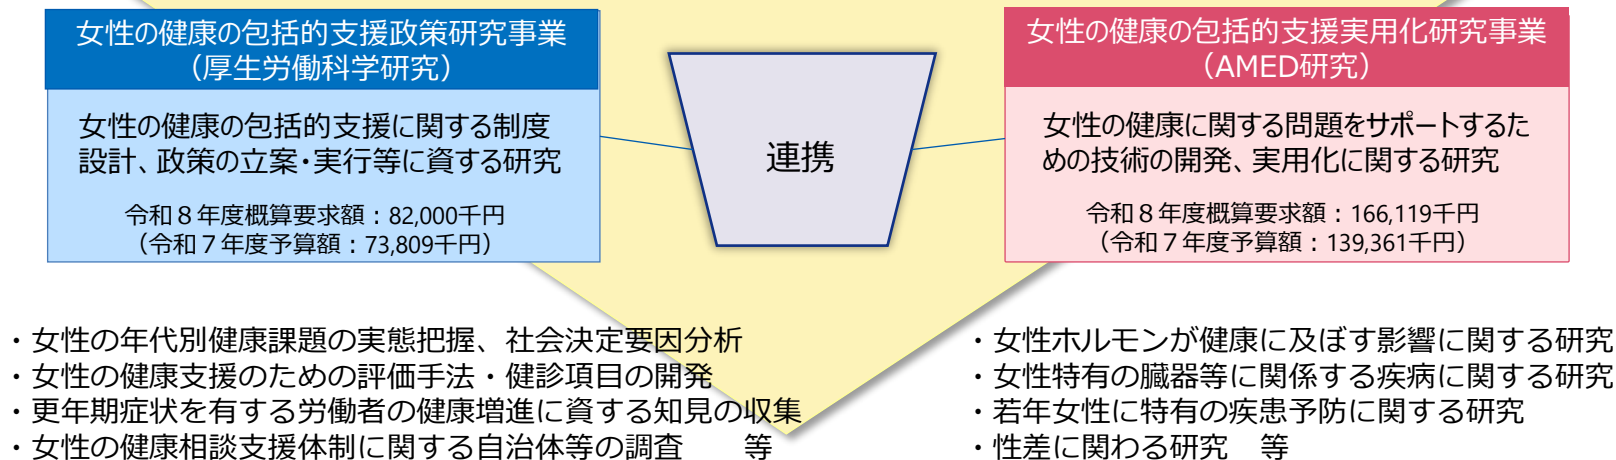 女性の健康の包括的支援政策研究事業
（厚生労働科学研究）
女性の健康の包括的支援に関する制度
設計、政策の立案・実行等に資する研究
令和８年度概算要求額：82,000千円
（令和７年度予算額：73,809千円）
連携
女性の健康の包括的支援実用化研究事業
（AMED研究）
女性の健康に関する問題をサポートするた
めの技術の開発、実用化に関する研究
令和８年度概算要求額：166,119千円
（令和７年度予算額：139,361千円）
・女性の年代別健康課題の実態把握、社会決定要因分析
・女性の健康支援のための評価手法・健診項目の開発
・更年期症状を有する労働者の健康増進に資する知見の収集
・女性の健康相談支援体制に関する自治体等の調査　　等
・女性ホルモンが健康に及ぼす影響に関する研究
・女性特有の臓器等に関係する疾病に関する研究
・若年女性に特有の疾患予防に関する研究
・性差に関わる研究　等